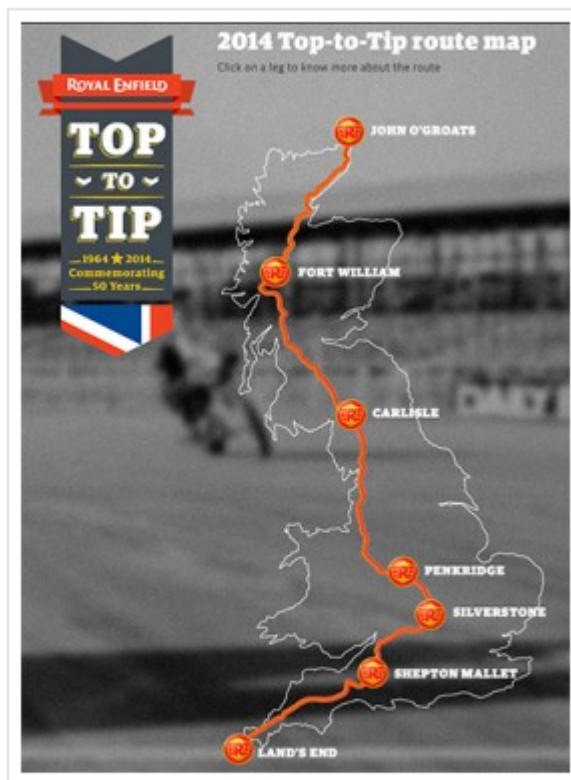 2014 Top-to-Tip route map
Click on a leg to know more about the route
ROYAL ENFIELD
TOP
TO
TIP
1964 ★ 2014
Commemorating
50 Years
JOHN O'GROATS
FORT WILLIAM
CARLISLE
DAILY
PENKRIDGE
SILVERSTONE
SHEPTON MALLET
LAND'S END